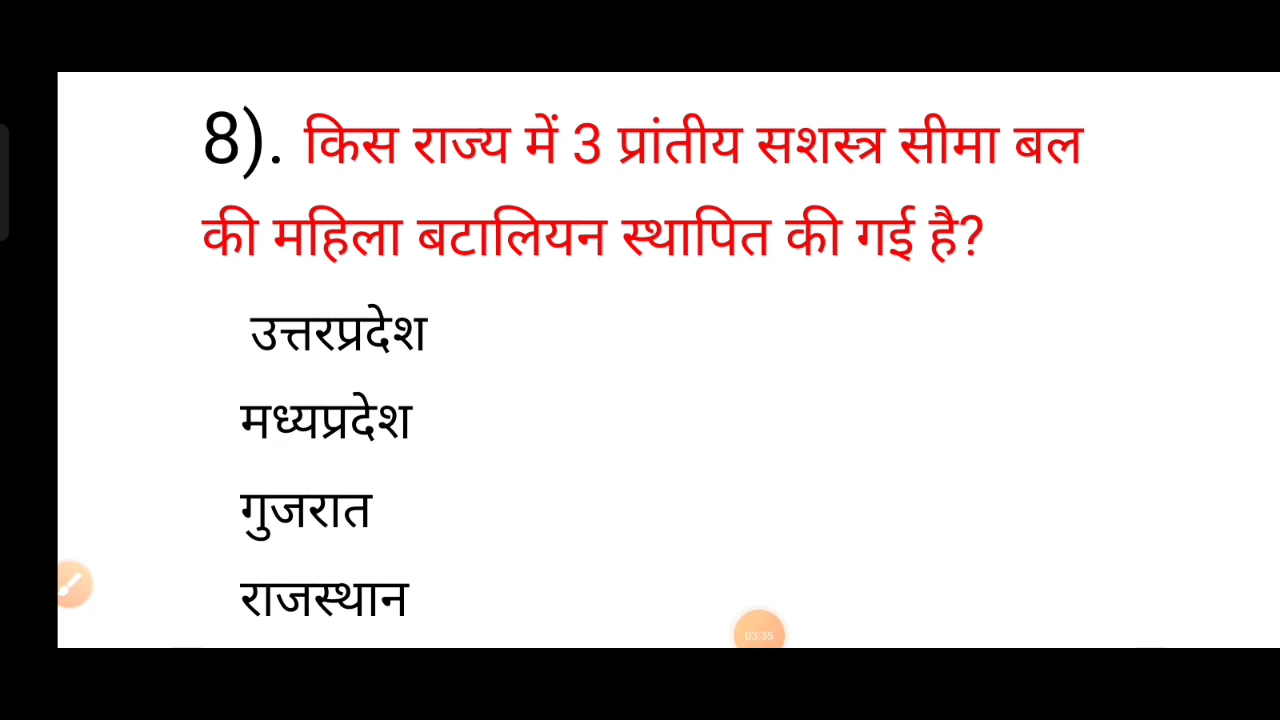 8). किस राज्य में 3 प्रांतीय सशस्त्र सीमा बल
की महिला बटालियन स्थापित की गई है?
उत्तरप्रदेश
मध्यप्रदेश
गुजरात
राजस्थान
03:35